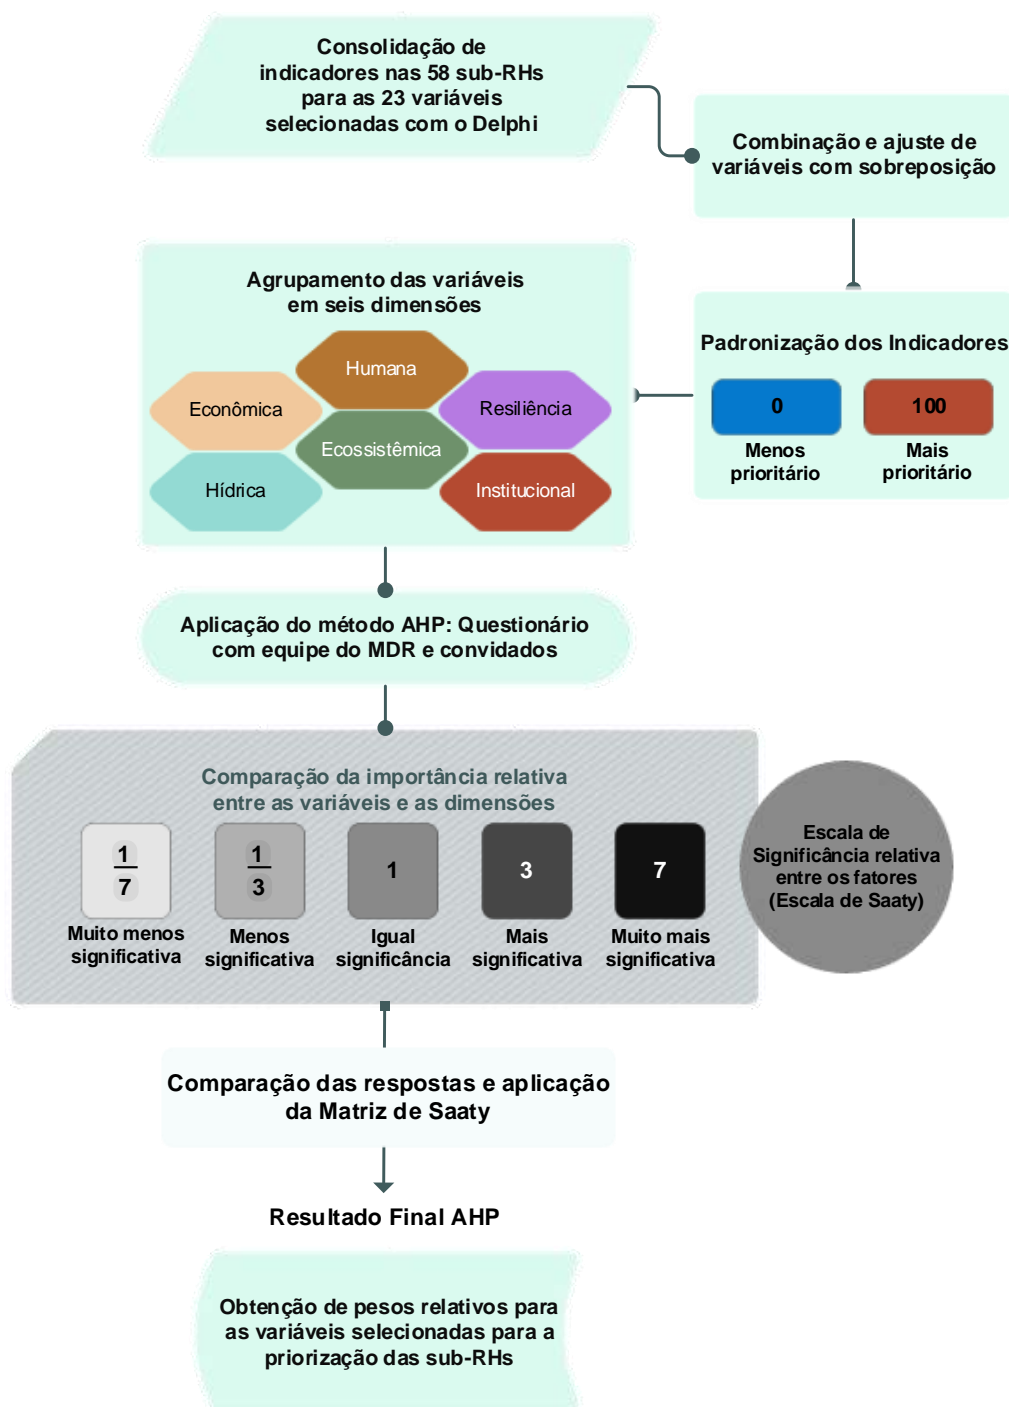 Consolidação de
indicadores nas 58 sub-RHs
para as 23 variáveis
selecionadas com o Delphi
Combinação e ajuste de
variáveis com sobreposição
Padronização dos Indicadores
0
100
Menos
prioritário
Mais
prioritário
Agrupamento das variáveis
em seis dimensões
Humana
Econômica
Resiliência
Ecossistêmica
Hídrica
Institucional
Aplicação do método AHP: Questionário
com equipe do MDR e convidados
Comparação da importância relativa
entre as variáveis e as dimensões
1
7
1
3
1
3
7
Muito menos
significativa
Menos
significativa
Igual
significância
Mais
significativa
Muito mais
significativa
Escala de
Significância relativa
entre os fatores
(Escala de Saaty)
Comparação das respostas e aplicação
da Matriz de Saaty
Resultado Final AHP
Obtenção de pesos relativos para
as variáveis selecionadas para a
priorização das sub-RHs